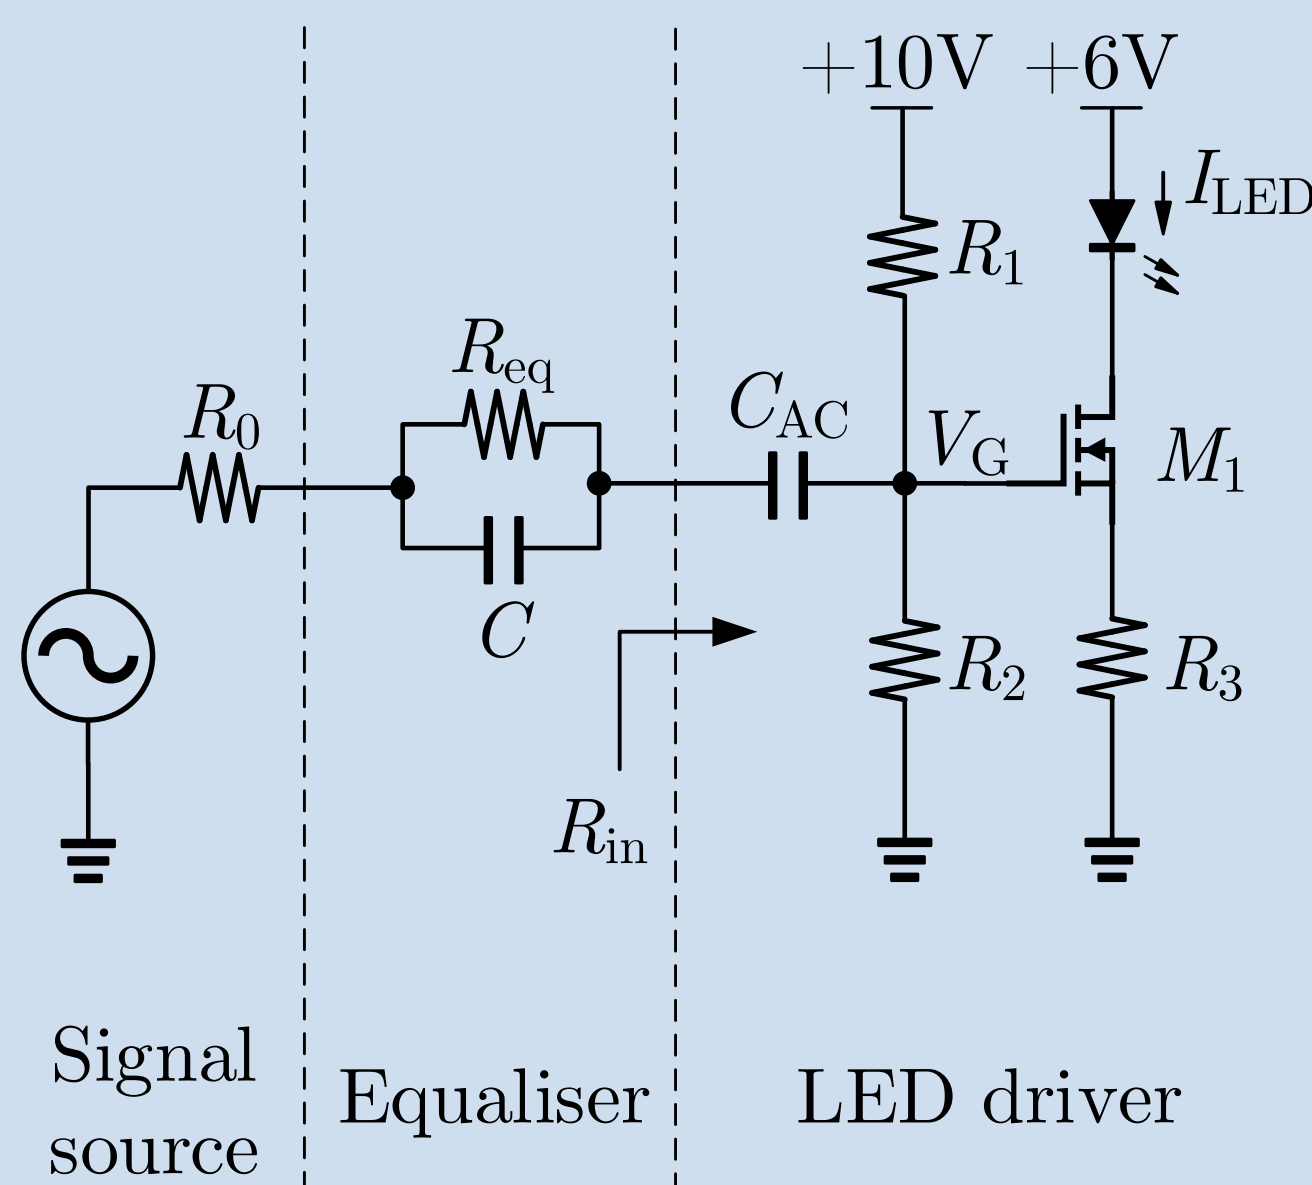 +10V +6V
I_LED
R_1
R_eq
R_0
C_AC
V_G
M_1
C
R_2
R_3
R_in
Signal
source
Equaliser
LED driver